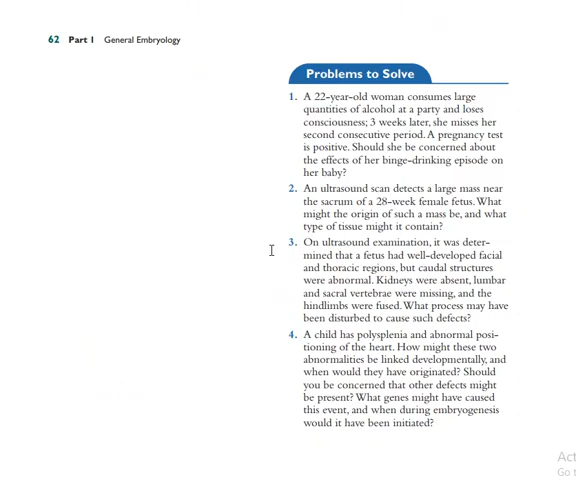 62 Part 1 General Embryology
Problems to Solve
1. A 22-year-old woman consumes large
quantities of alcohol at a party and loses
consciousness; 3 weeks later, she misses her
second consecutive period. A pregnancy test
is positive. Should she be concerned about
the effects of her binge-drinking episode on
her baby?
2. An ultrasound scan detects a large mass near
the sacrum of a 28-week female fetus. What
might the origin of such a mass be, and what
type of tissue might it contain?
3. On ultrasound examination, it was deter-
mined that a fetus had well-developed facial
and thoracic regions, but caudal structures
were abnormal. Kidneys were absent, lumbar
and sacral vertebrae were missing, and the
hindlimbs were fused. What process may have
been disturbed to cause such defects?
4. A child has polysplenia and abnormal posi-
tioning of the heart. How might these two
abnormalities be linked developmentally, and
when would they have originated? Should
you be concerned that other defects might
be present? What genes might have caused
this event, and when during embryogenesis
would it have been initiated?
Act
Go t